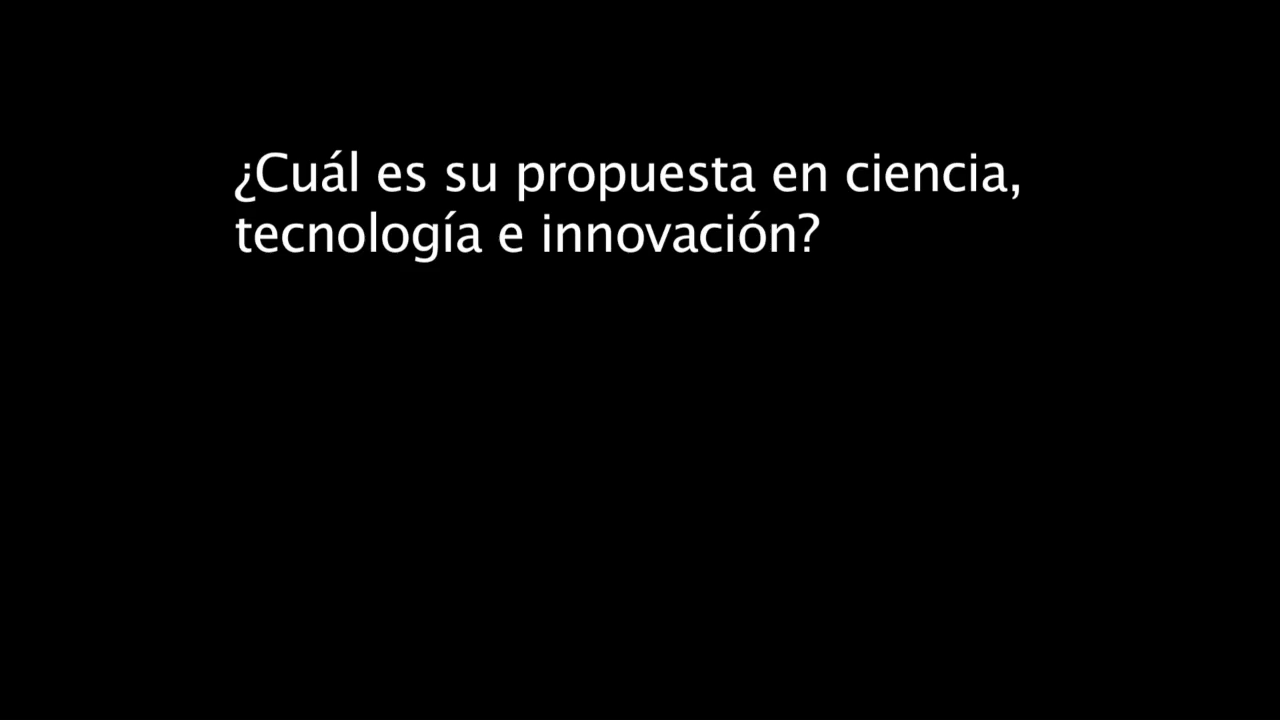 ¿Cuál es su propuesta en ciencia,
tecnología e innovación?